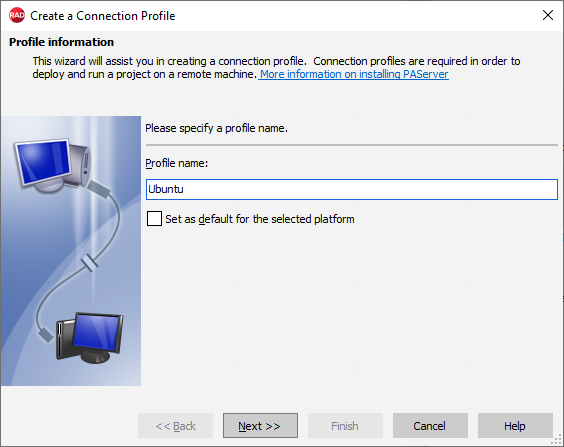 RAD Create a Connection Profile
Profile information
This wizard will assist you in creating a connection profile. Connection profiles are required in order to
deploy and run a project on a remote machine. More information on installing PAServer
Please specify a profile name.
Profile name:
Ubuntu
Set as default for the selected platform
<< Back Next >> Finish Cancel Help